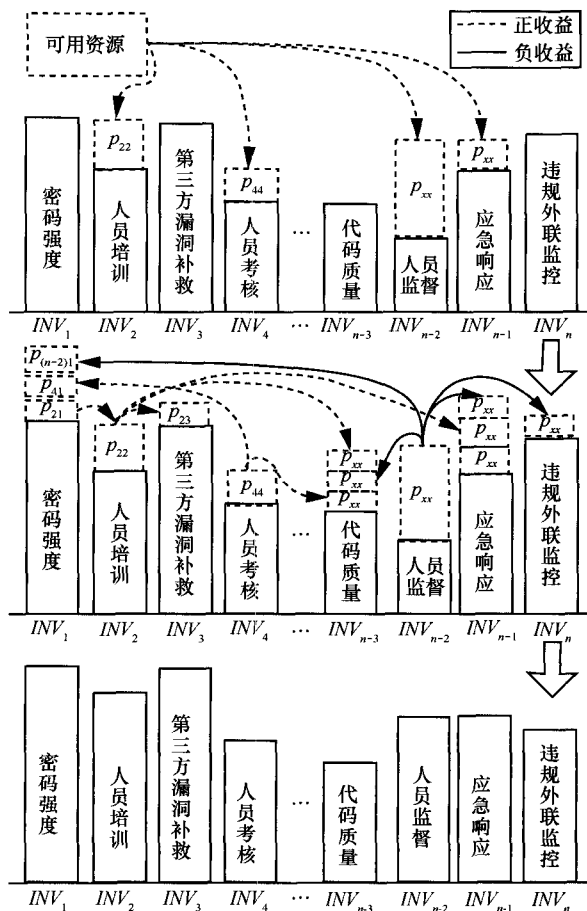 可用资源
正收益
负收益
密码强度
p22
人员培训
第三方漏洞补救
p44
人员考核
...
代码质量
pxx
人员
监督
pxx
应急响应
违规外联监控
INV1
INV2
INV3
INV4
...
INVn-3
INVn-2
INVn-1
INVn
p(n-2)1
p41
p21
密码强度
p22
人员培训
p23
第三方漏洞补救
p44
人员考核
...
pxx
pxx
pxx
代码质量
pxx
人员
监督
pxx
pxx
pxx
应急响应
pxx
违规外联监控
INV1
INV2
INV3
INV4
...
INVn-3
INVn-2
INVn-1
INVn
密码强度
人员培训
第三方漏洞补救
人员考核
...
代码质量
人员监督
应急响应
违规外联监控
INV1
INV2
INV3
INV4
...
INVn-3
INVn-2
INVn-1
INVn